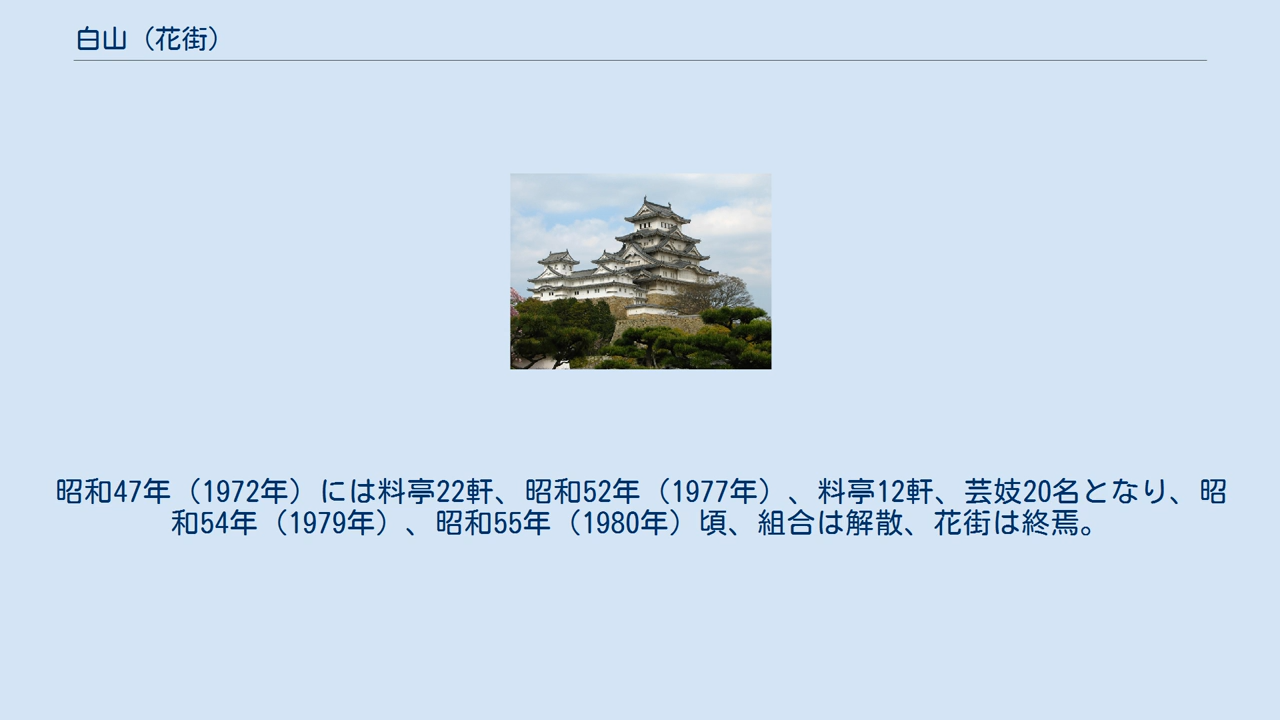 白山（花街）
昭和47年（1972年）には料亭22軒、昭和52年（1977年）、料亭12軒、芸妓20名となり、昭
和54年（1979年）、昭和55年（1980年）頃、組合は解散、花街は終焉。